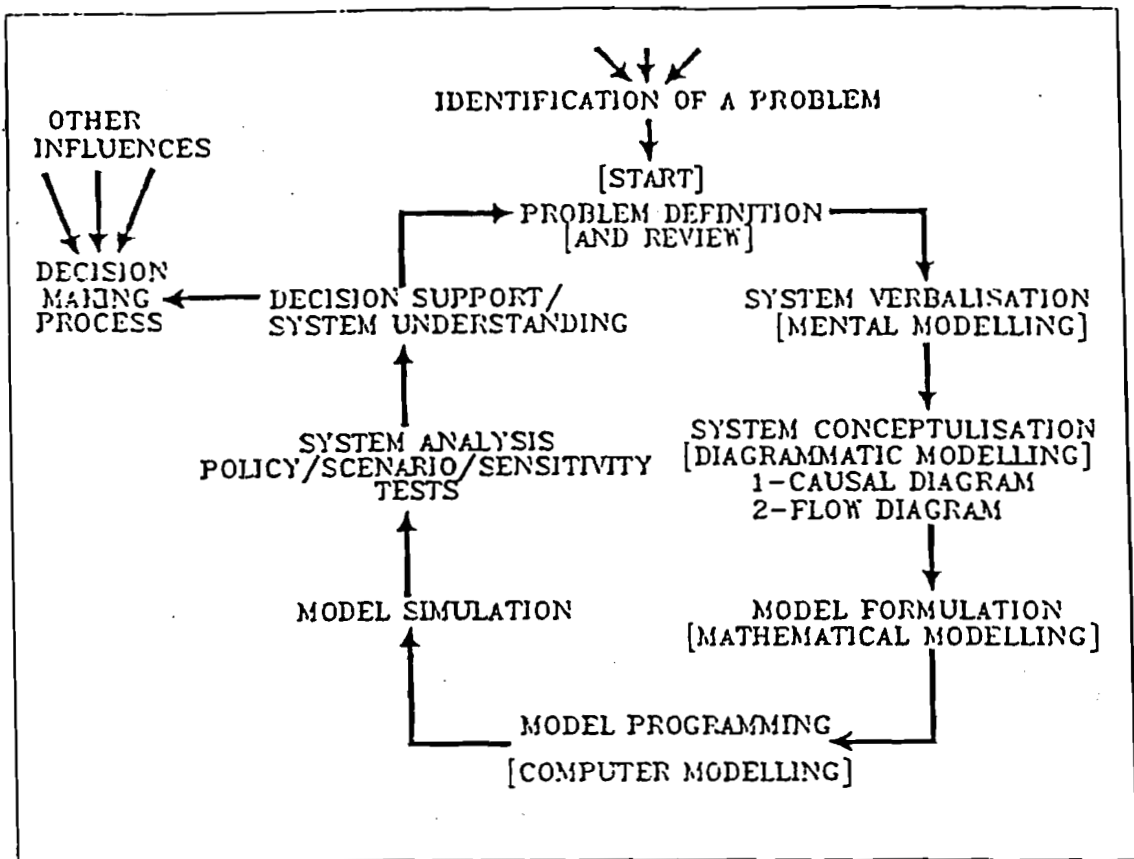 IDENTIFICATION OF A PROBLEM
OTHER
INFLUENCES
[START]
PROBLEM DEFINITION
[AND REVIEW]
DECISION
MAKING
PROCESS
DECISION SUPPORT/
SYSTEM UNDERSTANDING
SYSTEM VERBALISATION
[MENTAL MODELLING]
SYSTEM ANALYSIS
POLICY/SCENARIO/SENSITIVITY
TESTS
SYSTEM CONCEPTULISATION
[DIAGRAMMATIC MODELLING]
1-CAUSAL DIAGRAM
2-FLOW DIAGRAM
MODEL SIMULATION
MODEL FORMULATION
[MATHEMATICAL MODELLING]
MODEL PROGRAMMING
[COMPUTER MODELLING]